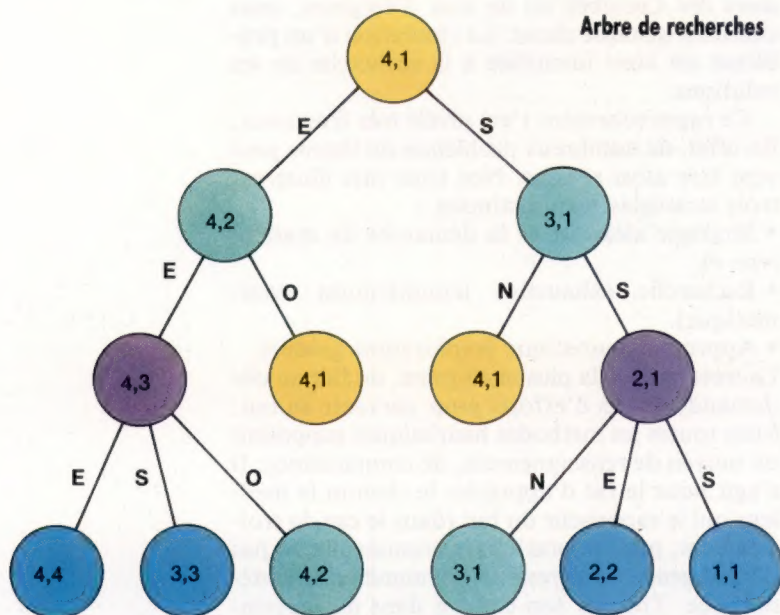 Arbre de recherches
4,1
E S
4,2 3,1
E O N S
4,3 4,1 4,1 2,1
E S O N E S
4,4 3,3 4,2 3,1 2,2 1,1